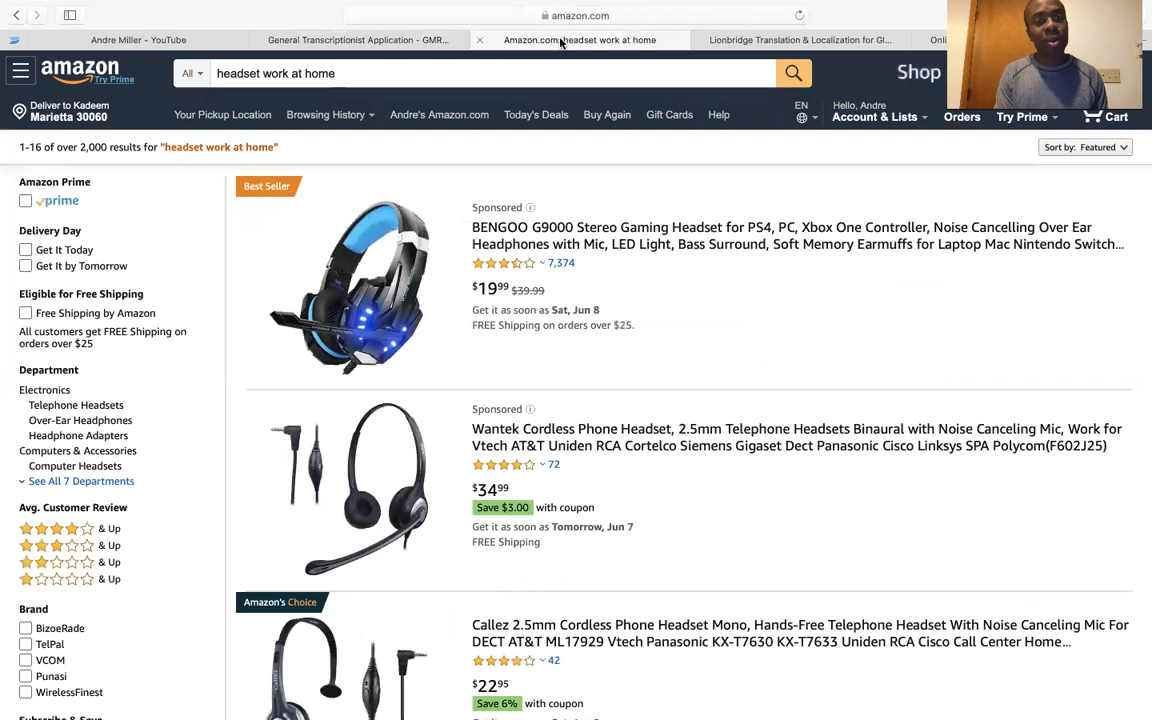 amazon.com
Andre Miller - YouTube
General Transcriptionist Application - GMR...
Amazon.com: headset work at home
Lionbridge Translation & Localization for Gl...
Onli
amazon
Try Prime
All
headset work at home
Shop
Deliver to Kadeem
Marietta 30060
Your Pickup Location
Browsing History
Andre's Amazon.com
Today's Deals
Buy Again
Gift Cards
Help
EN
Hello, Andre
Account & Lists
Orders
Try Prime
Cart
1-16 of over 2,000 results for "headset work at home"
Sort by: Featured
Amazon Prime
prime
Delivery Day
Get It Today
Get It by Tomorrow
Eligible for Free Shipping
Free Shipping by Amazon
All customers get FREE Shipping on
orders over $25
Department
Electronics
Telephone Headsets
Over-Ear Headphones
Headphone Adapters
Computers & Accessories
Computer Headsets
See All 7 Departments
Avg. Customer Review
& Up
& Up
& Up
& Up
Brand
BizoeRade
TelPal
VCOM
Punasi
WirelessFinest
Best Seller
Sponsored
BENGOO G9000 Stereo Gaming Headset for PS4, PC, Xbox One Controller, Noise Cancelling Over Ear
Headphones with Mic, LED Light, Bass Surround, Soft Memory Earmuffs for Laptop Mac Nintendo Switch...
7,374
$19 99 $39.99
Get it as soon as Sat, Jun 8
FREE Shipping on orders over $25.
Sponsored
Wantek Cordless Phone Headset, 2.5mm Telephone Headsets Binaural with Noise Canceling Mic, Work for
Vtech AT&T Uniden RCA Cortelco Siemens Gigaset Dect Panasonic Cisco Linksys SPA Polycom(F602J25)
72
$34 99
Save $3.00 with coupon
Get it as soon as Tomorrow, Jun 7
FREE Shipping
Amazon's Choice
Callez 2.5mm Cordless Phone Headset Mono, Hands-Free Telephone Headset With Noise Canceling Mic For
DECT AT&T ML17929 Vtech Panasonic KX-T7630 KX-T7633 Uniden RCA Cisco Call Center Home...
42
$22 95
Save 6% with coupon